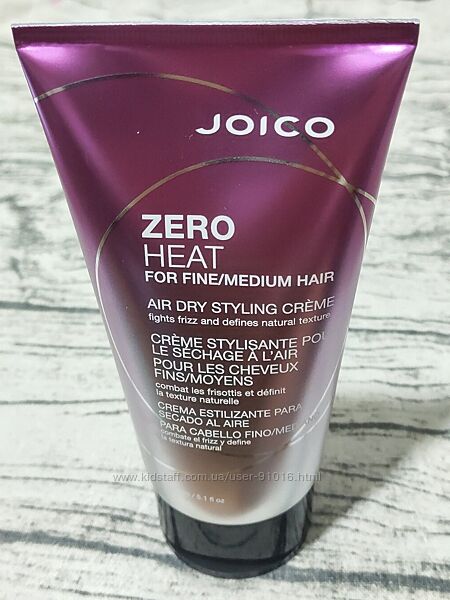 JOICO
ZERO
HEAT
FOR FINE/MEDIUM HAIR
AIR DRY STYLING CRÈME
fights frizz and defines natural texture
CRÈME STYLISANTE
LE SÉCHAGE À L'AIR
POUR LES CHEVEUX
FINS/MOYENS
combat les frisottis et définit
la texture naturelle
CREMA ESTILIZANTE PARA
SECADO AL AIRE
PARA CABELLO FINO/
combate el frizz y define
la textura natural
5.1 fl oz
www.kidstaff.com.ua/user-91016.html